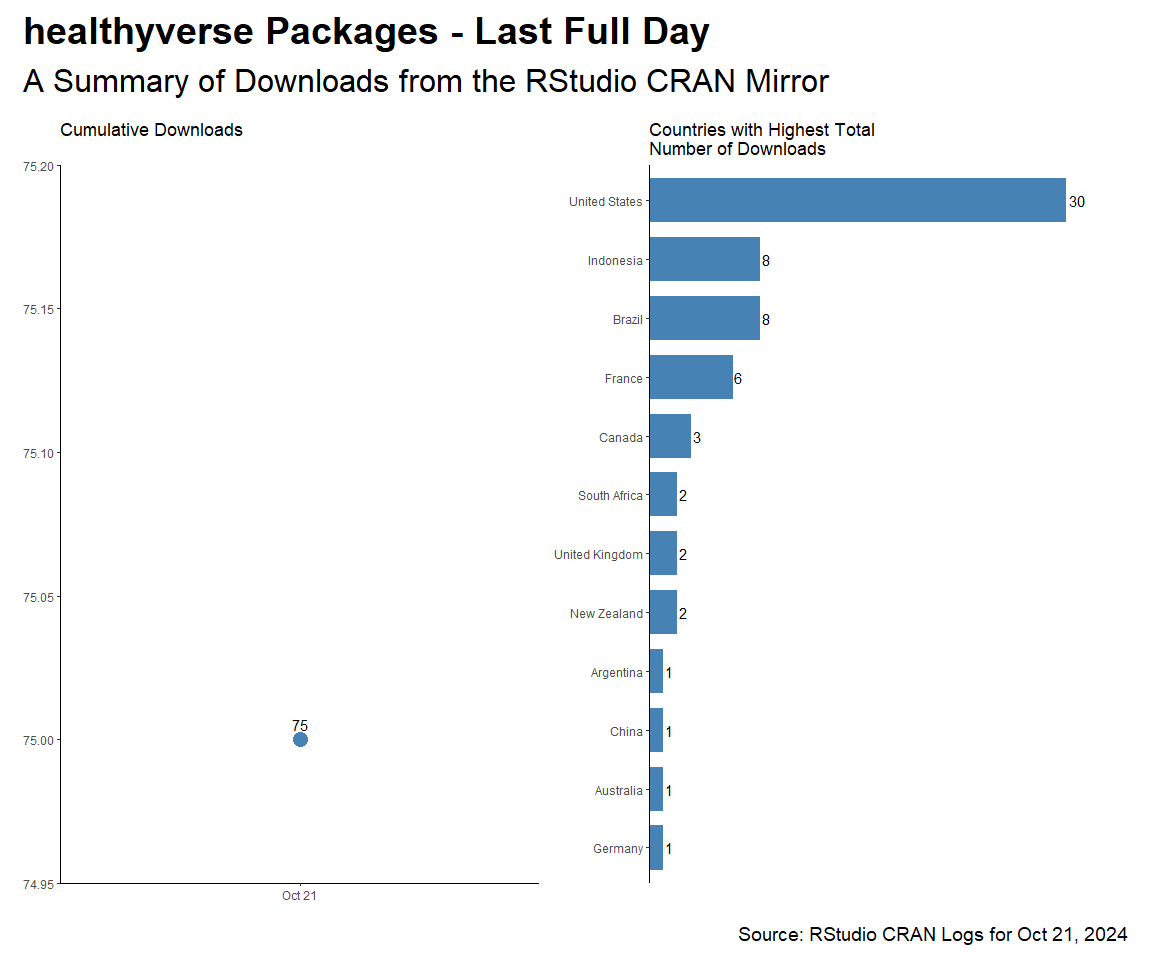 healthyverse Packages - Last Full Day
A Summary of Downloads from the RStudio CRAN Mirror
Cumulative Downloads
75.20
75.15
75.10
75.05
75.00
74.95
75
Oct 21
Countries with Highest Total
Number of Downloads
United States 30
Indonesia 8
Brazil 8
France 6
Canada 3
South Africa 2
United Kingdom 2
New Zealand 2
Argentina 1
China 1
Australia 1
Germany 1
Source: RStudio CRAN Logs for Oct 21, 2024